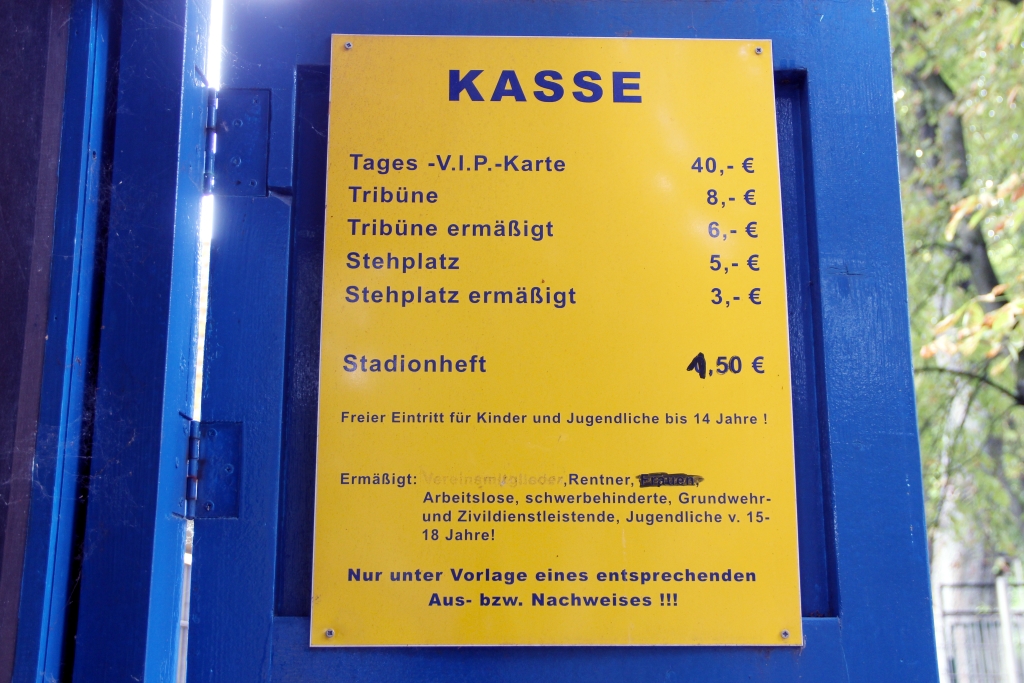 KASSE
Tages -V.I.P.-Karte 40,- €
Tribüne 8,- €
Tribüne ermäßigt 6,- €
Stehplatz 5,- €
Stehplatz ermäßigt 3,- €
Stadionheft 1,50 €
Freier Eintritt für Kinder und Jugendliche bis 14 Jahre !
Ermäßigt: Vereinsmitglieder,Rentner, Frauen,
Arbeitslose, schwerbehinderte, Grundwehr-
und Zivildienstleistende, Jugendliche v. 15-
18 Jahre!
Nur unter Vorlage eines entsprechenden
Aus- bzw. Nachweises !!!